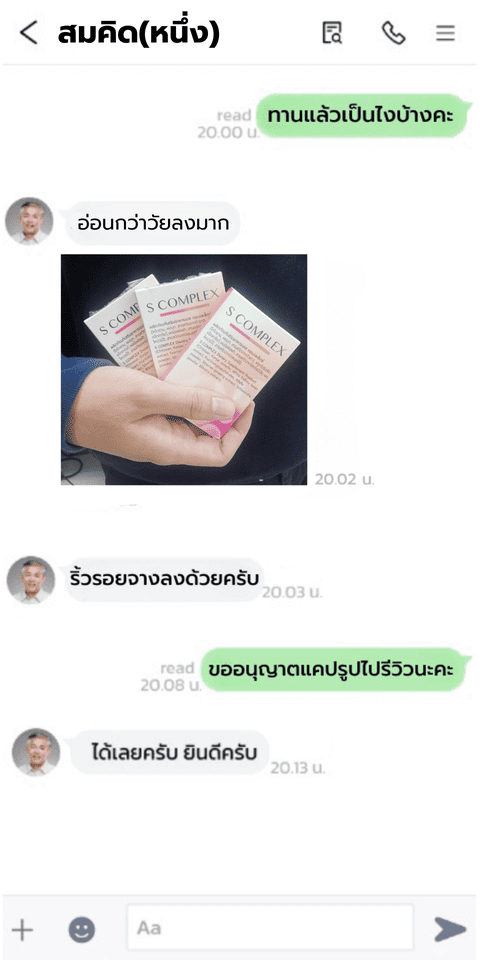 สมคิด(หนึ่ง)
ทานแล้วเป็นไงบ้างคะ
read
20.00 น.
อ่อนกว่าวัยลงมาก
S COMPLEX
S COMPLEX
S COMPLEX
20.02 น.
ริ้วรอยจางลงด้วยครับ
20.03 น.
ขออนุญาตแคปรูปไปรีวิวนะคะ
read
20.08 น.
ได้เลยครับ ยินดีครับ
20.13 น.
Aa